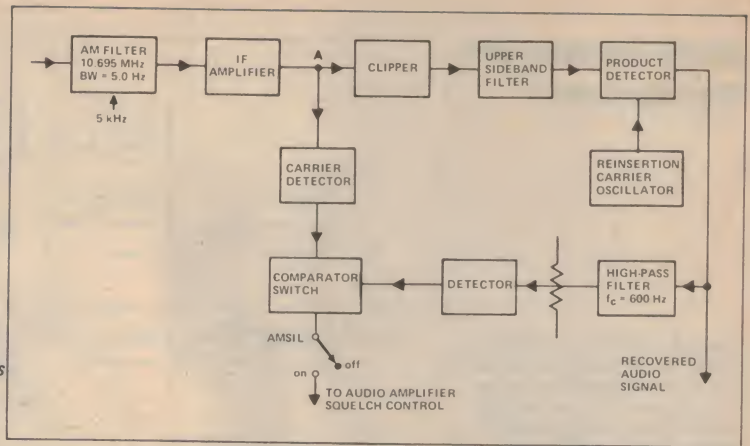 AM FILTER
10.695 MHz
BW = 5.0 Hz
5 kHz
IF
AMPLIFIER
A
CLIPPER
UPPER
SIDEBAND
FILTER
PRODUCT
DETECTOR
CARRIER
DETECTOR
REINSERTION
CARRIER
OSCILLATOR
COMPARATOR
SWITCH
DETECTOR
HIGH-PASS
FILTER
fc = 600 Hz
AMSIL
off
on
TO AUDIO AMPLIFIER
SQUELCH CONTROL
RECOVERED
AUDIO
SIGNAL
s